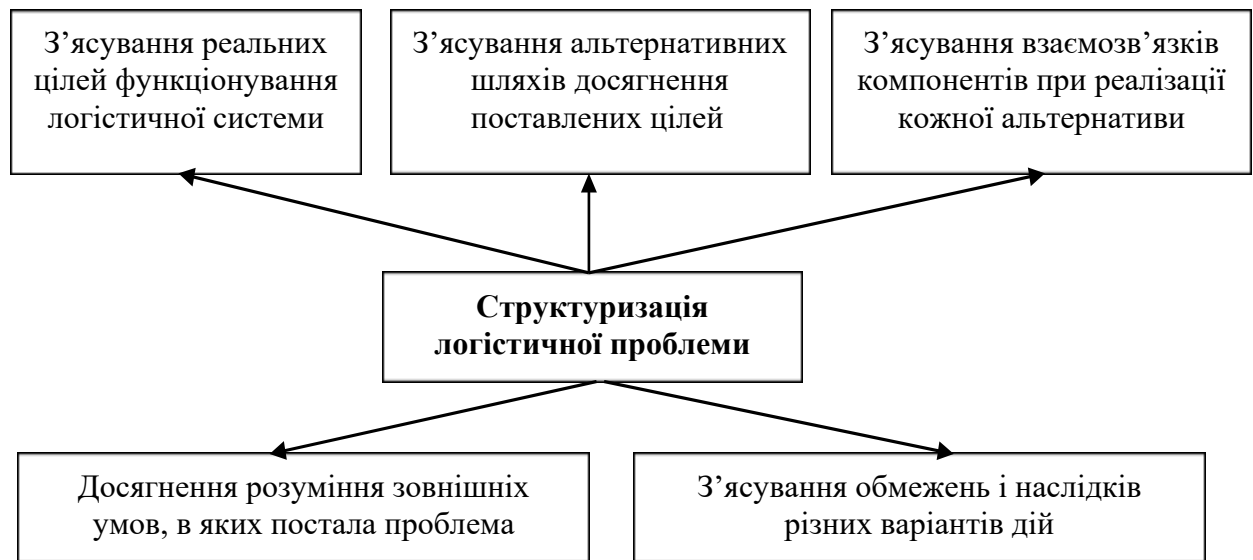 З’ясування реальних
цілей функціонування
логістичної системи
З’ясування альтернативних
шляхів досягнення
поставлених цілей
З’ясування взаємозв’язків
компонентів при реалізації
кожної альтернативи
Структуризація
логістичної проблеми
Досягнення розуміння зовнішніх
умов, в яких постала проблема
З’ясування обмежень і наслідків
різних варіантів дій